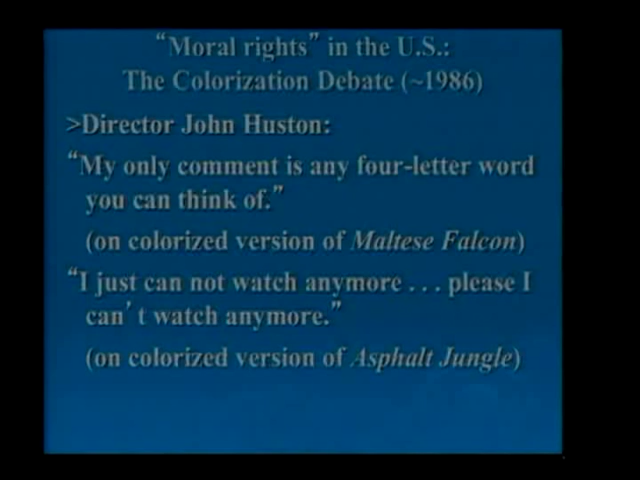 “Moral rights” in the U.S.:
The Colorization Debate (~1986)
>Director John Huston:
“My only comment is any four-letter word
you can think of.”
(on colorized version of Maltese Falcon)
“I just can not watch anymore . . . please I
can’ t watch anymore.”
(on colorized version of Asphalt Jungle)